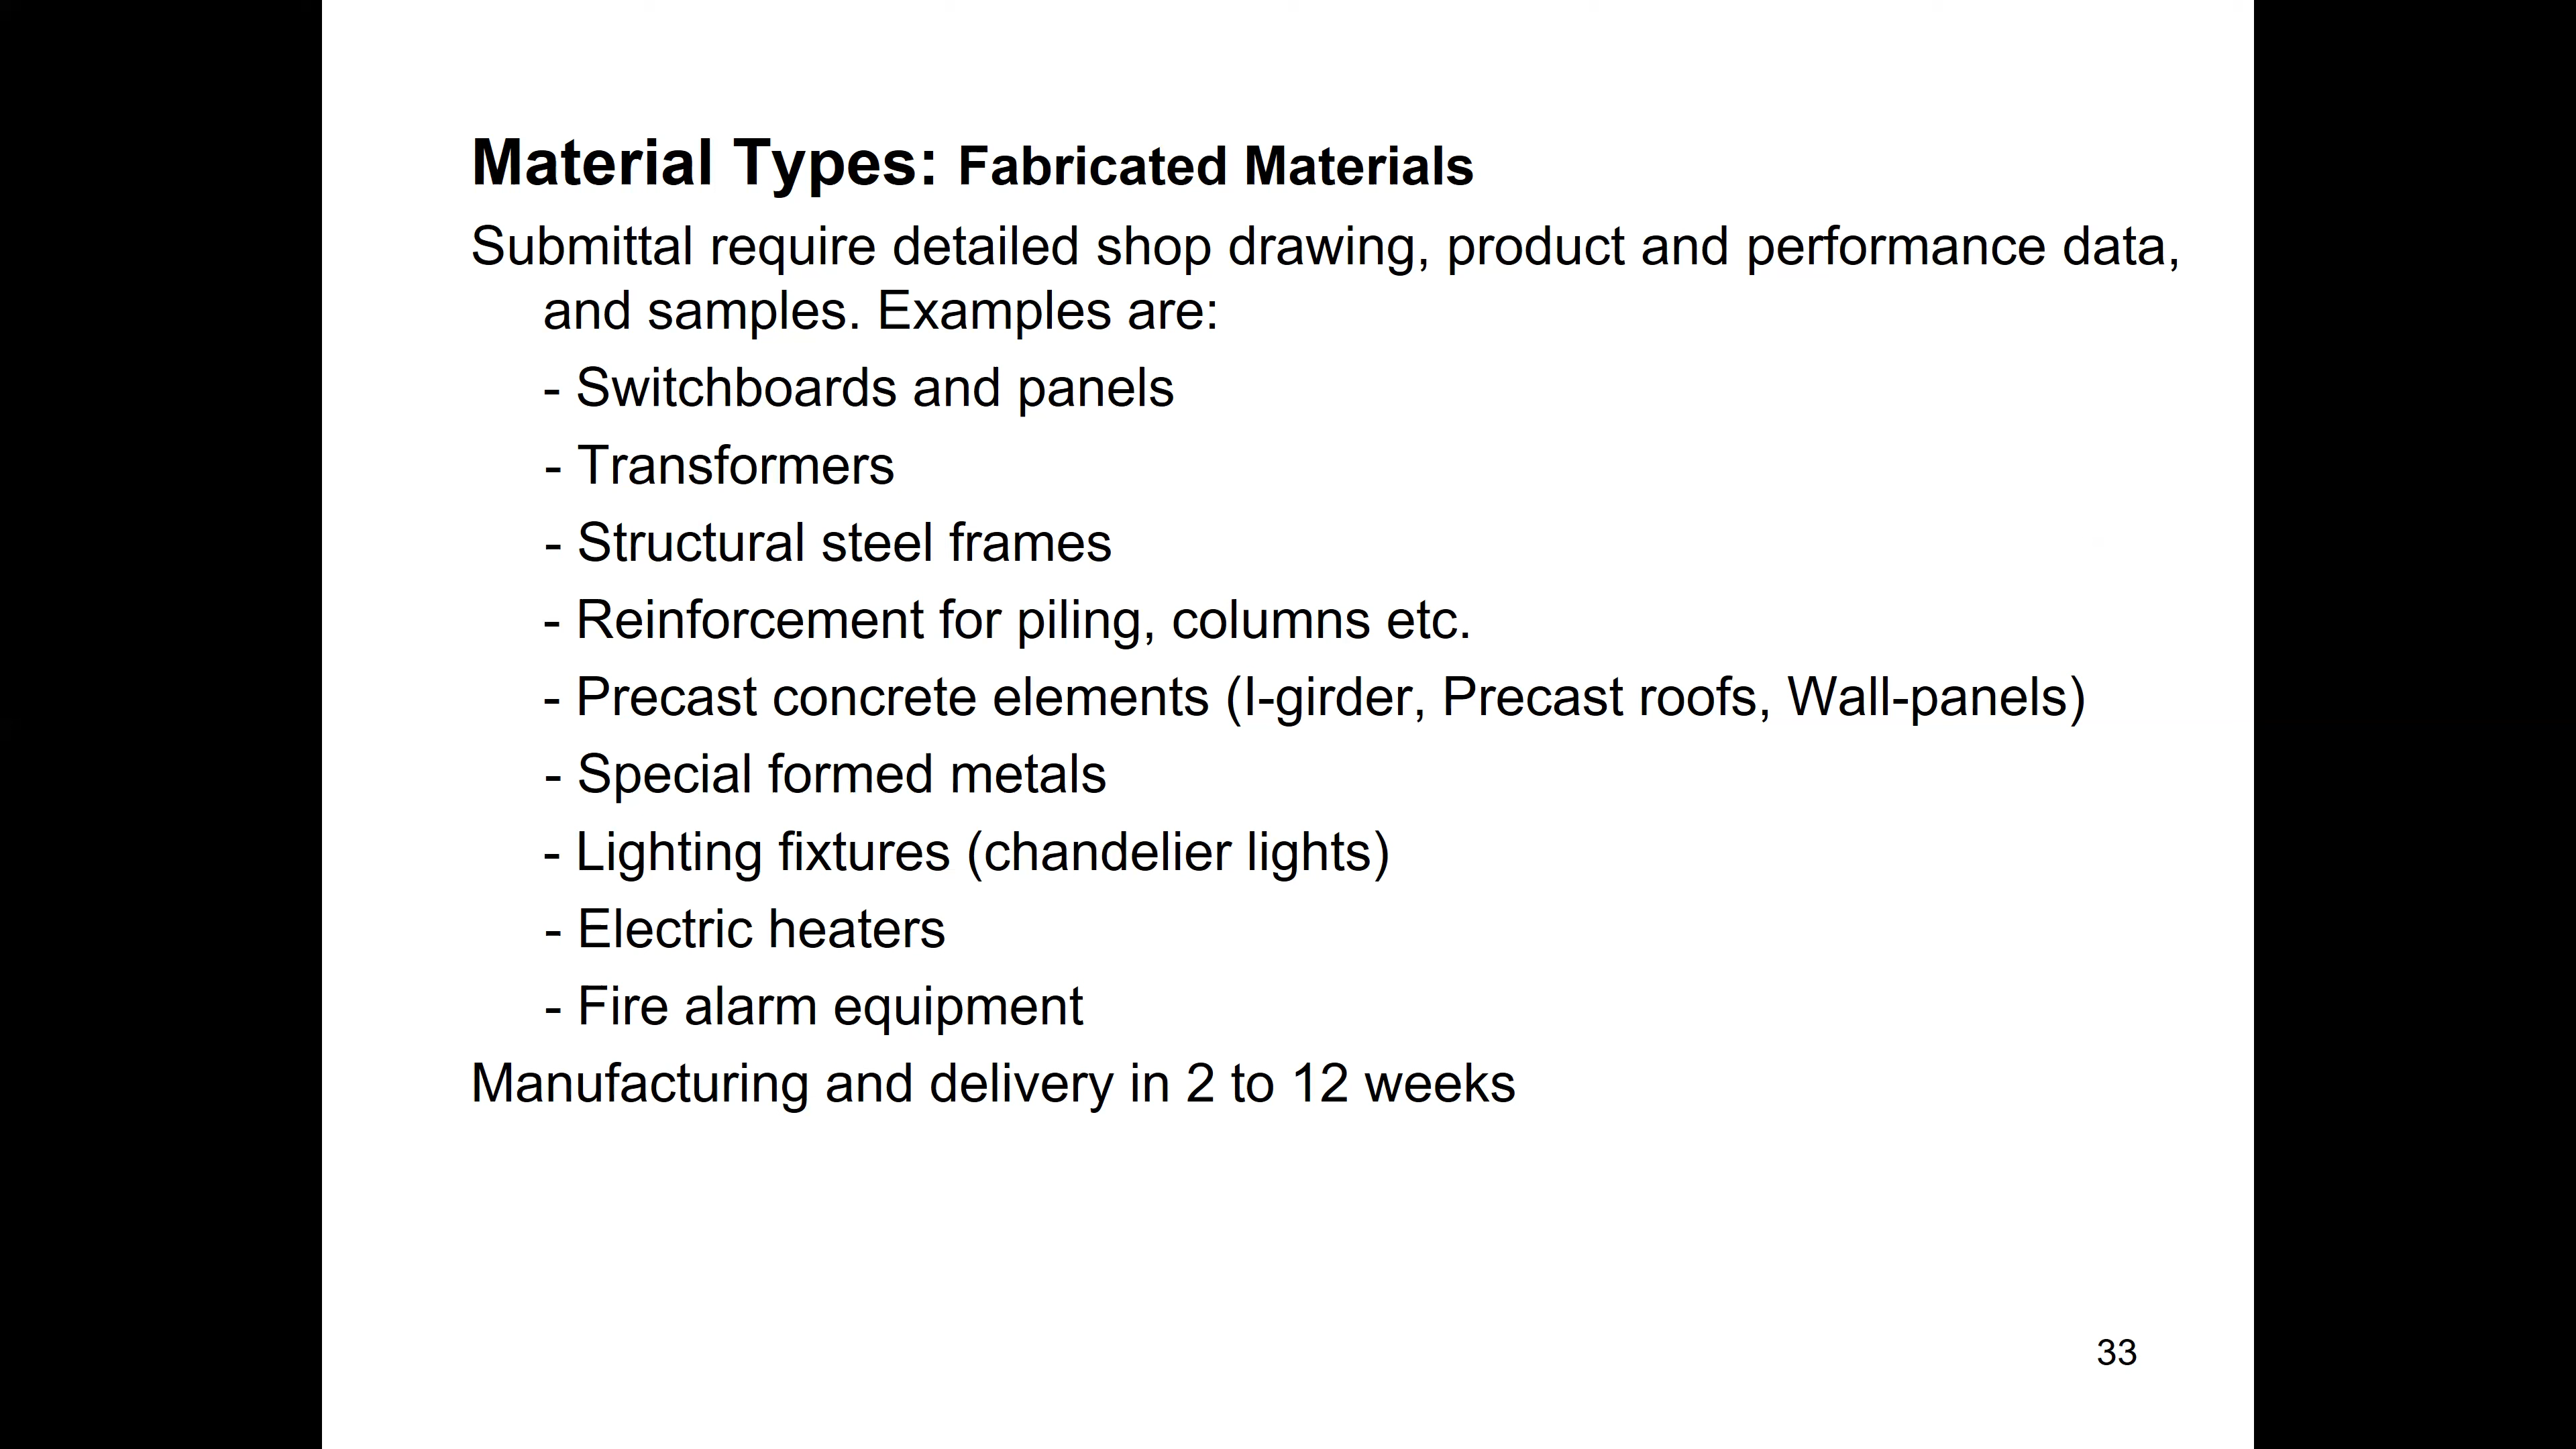 Material Types: Fabricated Materials
Submittal require detailed shop drawing, product and performance data,
and samples. Examples are:
- Switchboards and panels
- Transformers
- Structural steel frames
- Reinforcement for piling, columns etc.
- Precast concrete elements (I-girder, Precast roofs, Wall-panels)
- Special formed metals
- Lighting fixtures (chandelier lights)
- Electric heaters
- Fire alarm equipment
Manufacturing and delivery in 2 to 12 weeks
33